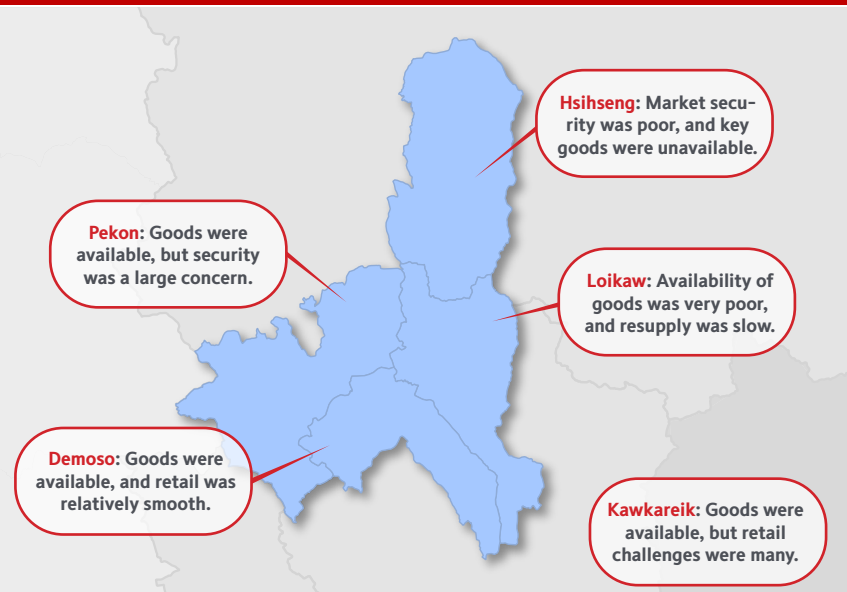 Hsihseng: Market secu-
rity was poor, and key
goods were unavailable.
Pekon: Goods were
available, but security
was a large concern.
Loikaw: Availability of
goods was very poor,
and resupply was slow.
Demoso: Goods were
available, and retail was
relatively smooth.
Kawkareik: Goods were
available, but retail
challenges were many.